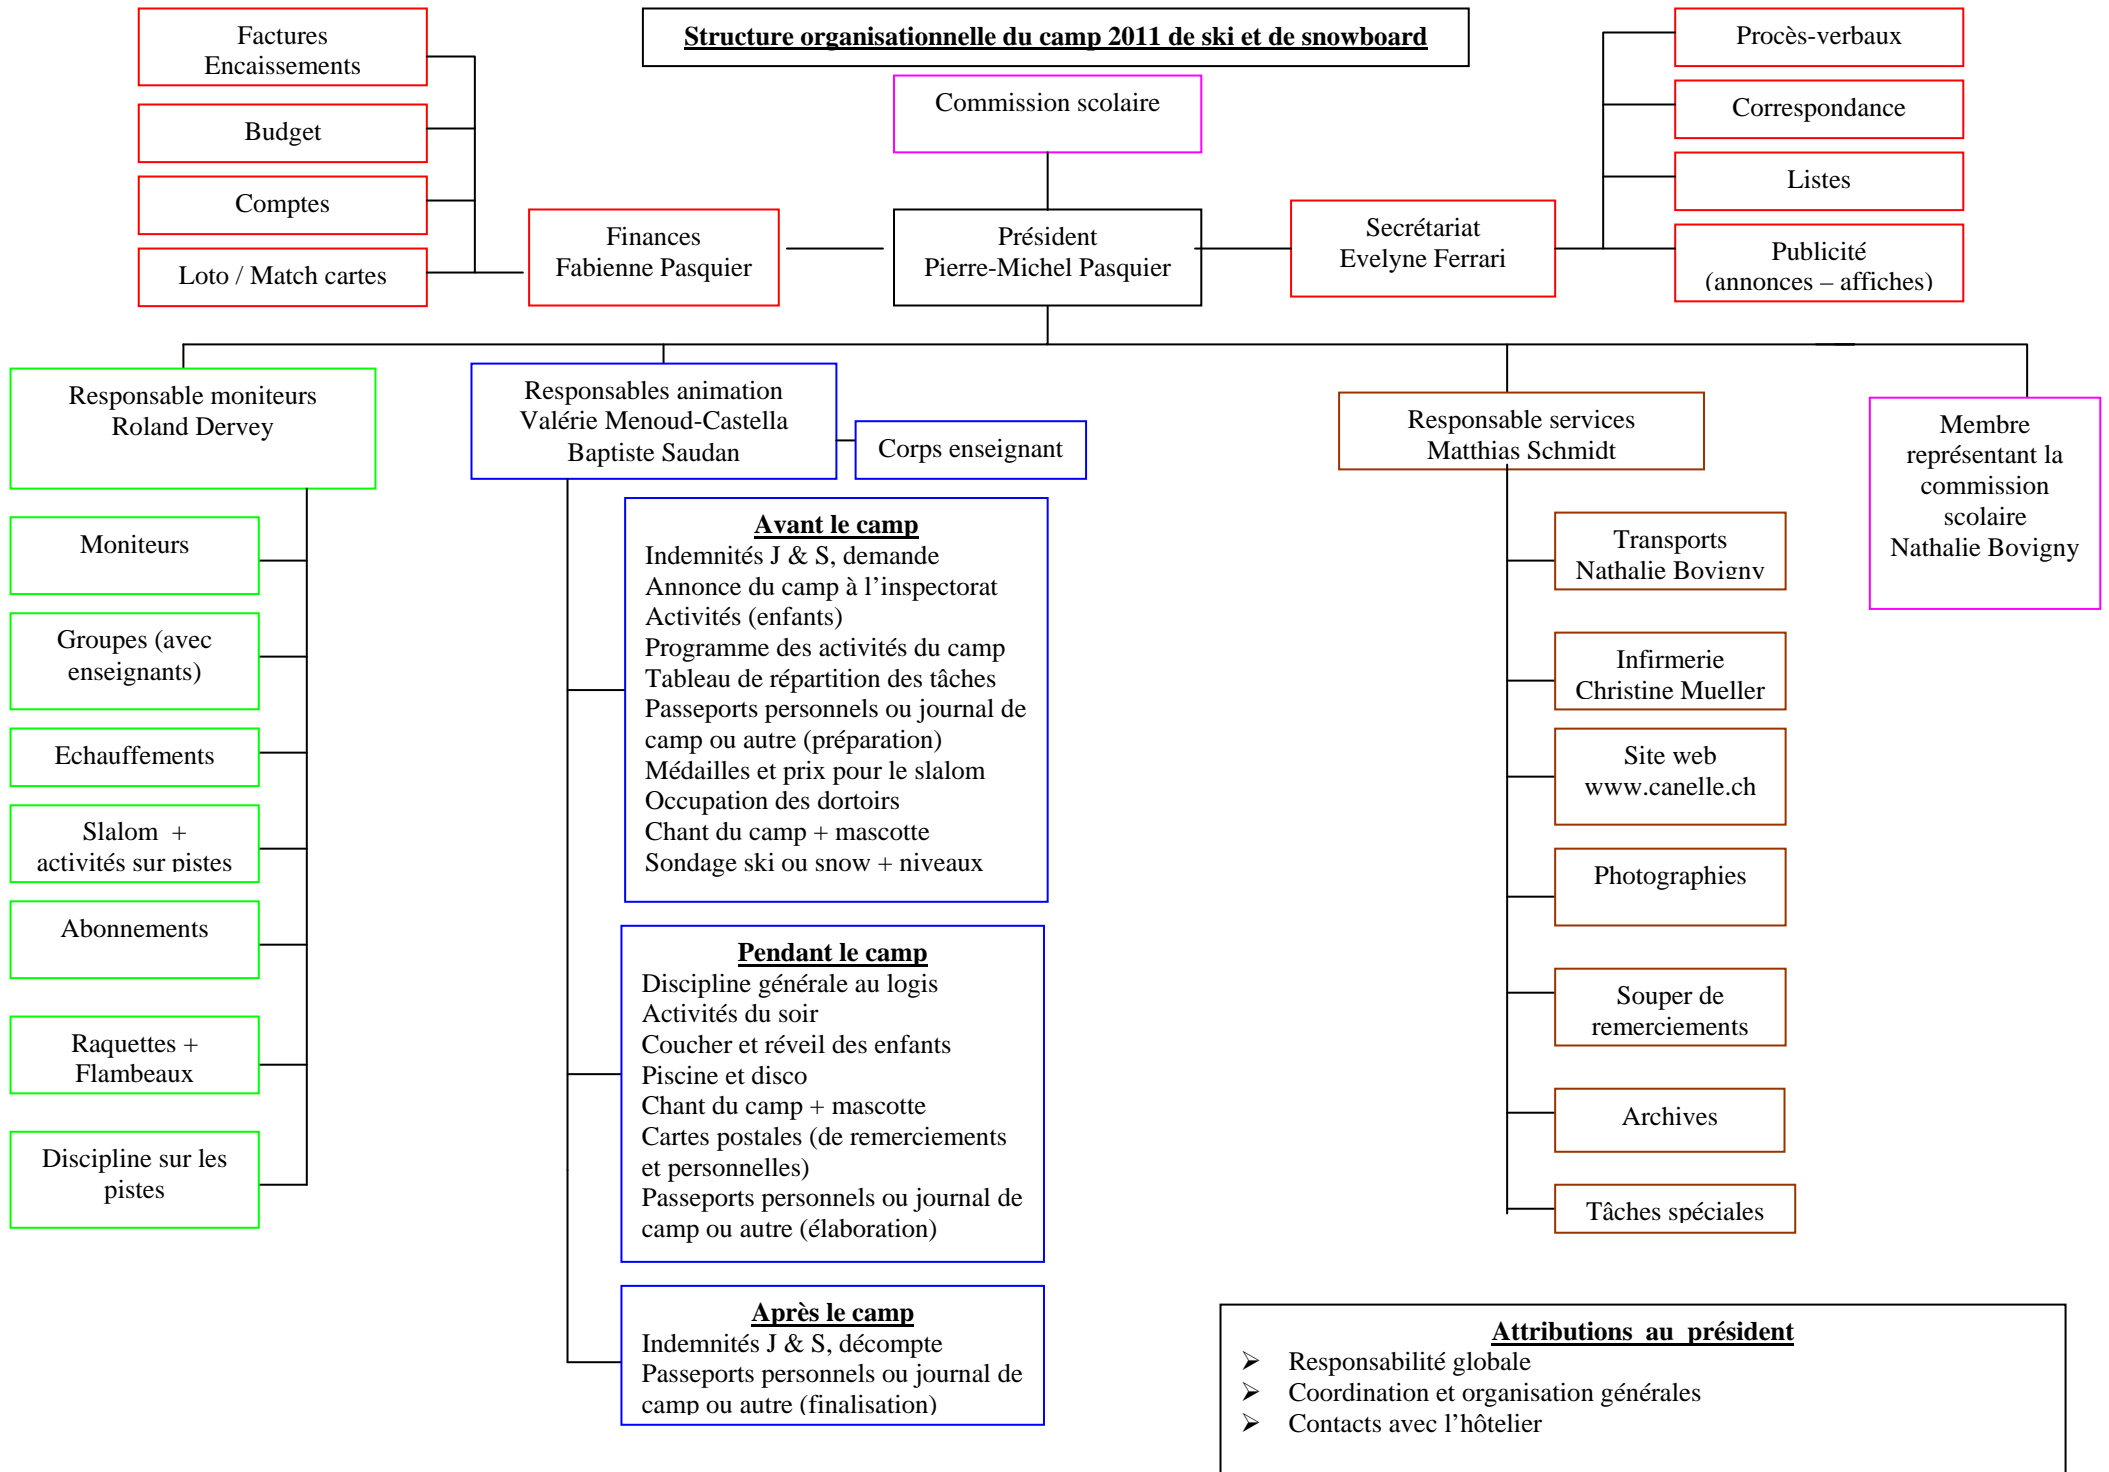 Structure organisationnelle du camp 2011 de ski et de snowboard
Factures
Encaissements
Budget
Comptes
Loto / Match cartes
Finances
Fabienne Pasquier
Commission scolaire
Président
Pierre-Michel Pasquier
Secrétariat
Evelyne Ferrari
Procès-verbaux
Correspondance
Listes
Publicité
(annonces – affiches)
Responsable moniteurs
Roland Dervey
Moniteurs
Groupes (avec
enseignants)
Echauffements
Slalom +
activités sur pistes
Abonnements
Raquettes +
Flambeaux
Discipline sur les
pistes
Responsables animation
Valérie Menoud-Castella
Baptiste Saudan
Corps enseignant
Avant le camp
Indemnités J & S, demande
Annonce du camp à l’inspectorat
Activités (enfants)
Programme des activités du camp
Tableau de répartition des tâches
Passeports personnels ou journal de
camp ou autre (préparation)
Médailles et prix pour le slalom
Occupation des dortoirs
Chant du camp + mascotte
Sondage ski ou snow + niveaux
Pendant le camp
Discipline générale au logis
Activités du soir
Coucher et réveil des enfants
Piscine et disco
Chant du camp + mascotte
Cartes postales (de remerciements
et personnelles)
Passeports personnels ou journal de
camp ou autre (élaboration)
Après le camp
Indemnités J & S, décompte
Passeports personnels ou journal de
camp ou autre (finalisation)
Responsable services
Matthias Schmidt
Transports
Nathalie Bovigny
Infirmerie
Christine Mueller
Site web
www.canelle.ch
Photographies
Souper de
remerciements
Archives
Tâches spéciales
Membre
représentant la
commission
scolaire
Nathalie Bovigny
Attributions au président
➢ Responsabilité globale
➢ Coordination et organisation générales
➢ Contacts avec l’hôtelier